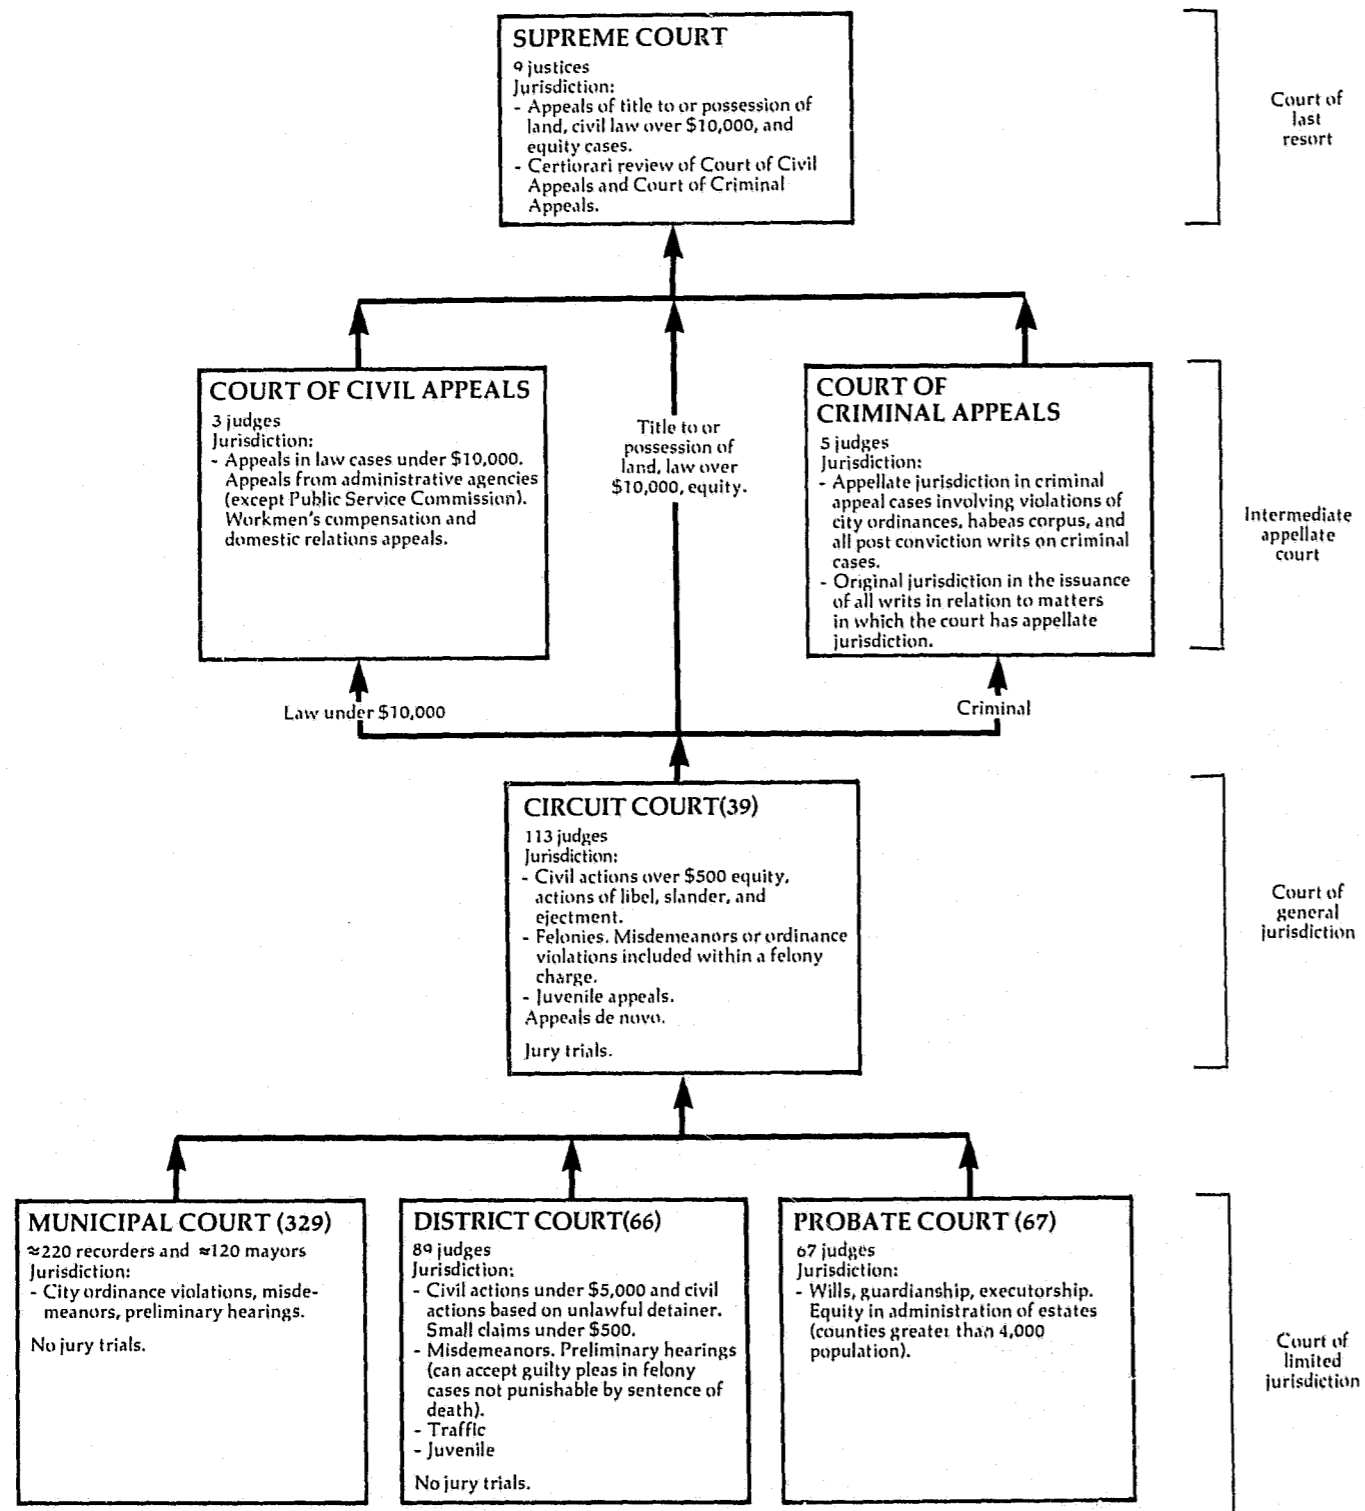 SUPREME COURT
9 justices
Jurisdiction:
- Appeals of title to or possession of
land, civil law over $10,000, and
equity cases.
- Certiorari review of Court of Civil
Appeals and Court of Criminal
Appeals.
Court of
last
resort
COURT OF CIVIL APPEALS
3 judges
Jurisdiction:
- Appeals in law cases under $10,000.
Appeals from administrative agencies
(except Public Service Commission).
Workmen's compensation and
domestic relations appeals.
Title to or
possession of
land, law over
$10,000, equity.
COURT OF
CRIMINAL APPEALS
5 judges
Jurisdiction:
- Appellate jurisdiction in criminal
appeal cases involving violations of
city ordinances, habeas corpus, and
all post conviction writs on criminal
cases.
- Original jurisdiction in the issuance
of all writs in relation to matters
in which the court has appellate
jurisdiction.
Intermediate
appellate
court
Law under $10,000
Criminal
CIRCUIT COURT(39)
113 judges
Jurisdiction:
- Civil actions over $500 equity,
actions of libel, slander, and
ejectment.
- Felonies. Misdemeanors or ordinance
violations included within a felony
charge.
- Juvenile appeals.
Appeals de novo.
Jury trials.
Court of
general
jurisdiction
MUNICIPAL COURT (329)
≈220 recorders and ≈120 mayors
Jurisdiction:
- City ordinance violations, misde-
meanors, preliminary hearings.
No jury trials.
DISTRICT COURT(66)
89 judges
Jurisdiction:
- Civil actions under $5,000 and civil
actions based on unlawful detainer.
Small claims under $500.
- Misdemeanors. Preliminary hearings
(can accept guilty pleas in felony
cases not punishable by sentence of
death).
- Traffic
- Juvenile
No jury trials.
PROBATE COURT (67)
67 judges
Jurisdiction:
- Wills, guardianship, executorship.
Equity in administration of estates
(counties greater than 4,000
population).
Court of
limited
jurisdiction